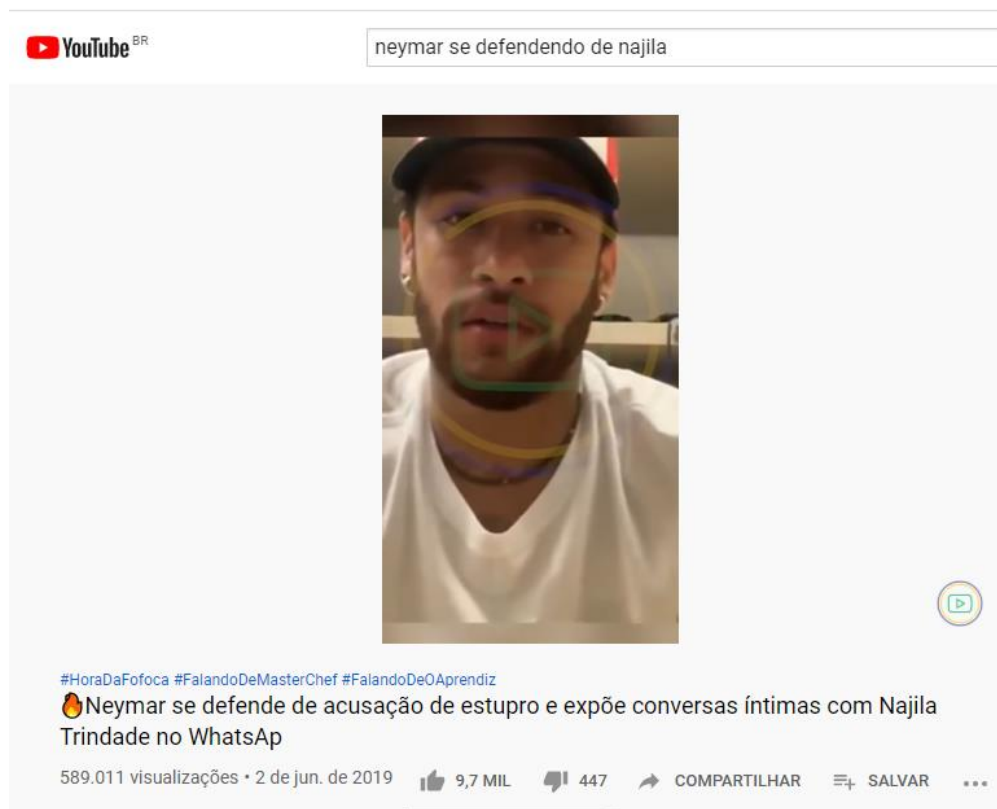 YouTube BR
neymar se defendendo de najila
#HoraDaFofoca #FalandoDeMasterChef #FalandoDeOAprendiz
🔥Neymar se defende de acusação de estupro e expõe conversas íntimas com Najila
Trindade no WhatsAp
589.011 visualizações • 2 de jun. de 2019 9,7 MIL 447 COMPARTILHAR SALVAR